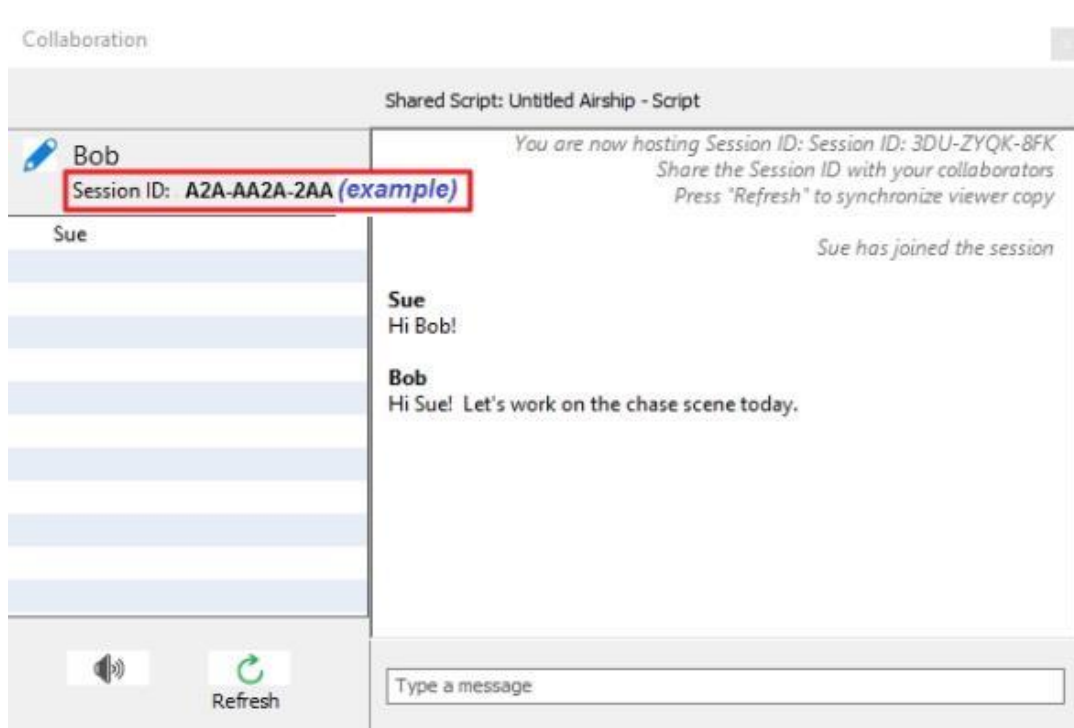 Collaboration
Shared Script: Untitled Airship - Script
Bob
Session ID: A2A-AA2A-2AA (example)
Sue
You are now hosting Session ID: Session ID: 3DU-ZYQK-8FK
Share the Session ID with your collaborators
Press "Refresh" to synchronize viewer copy
Sue has joined the session
Sue
Hi Bob!
Bob
Hi Sue! Let's work on the chase scene today.
Refresh
Type a message